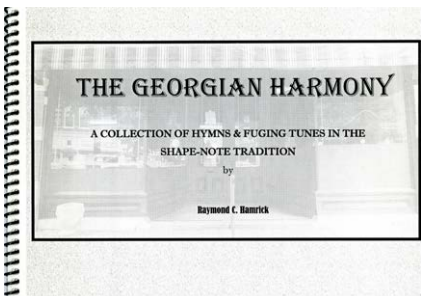 THE GEORGIAN HARMONY
A COLLECTION OF HYMNS & FUGING TUNES IN THE
SHAPE-NOTE TRADITION
by
Raymond C. Hamrick